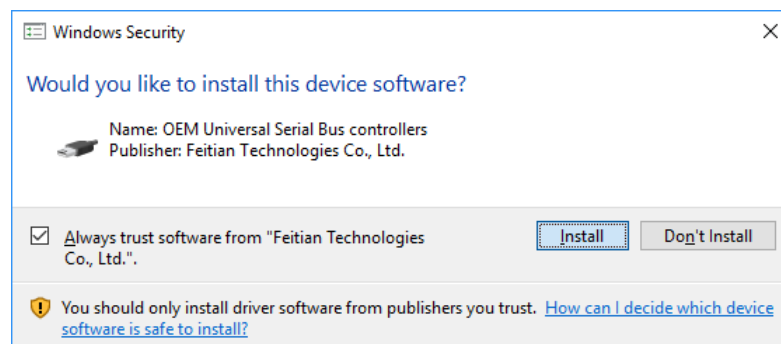 Windows Security
Would you like to install this device software?
Name: OEM Universal Serial Bus controllers
Publisher: Feitian Technologies Co., Ltd.
Always trust software from "Feitian Technologies
Co., Ltd.".
Install
Don't Install
You should only install driver software from publishers you trust. How can I decide which device
software is safe to install?